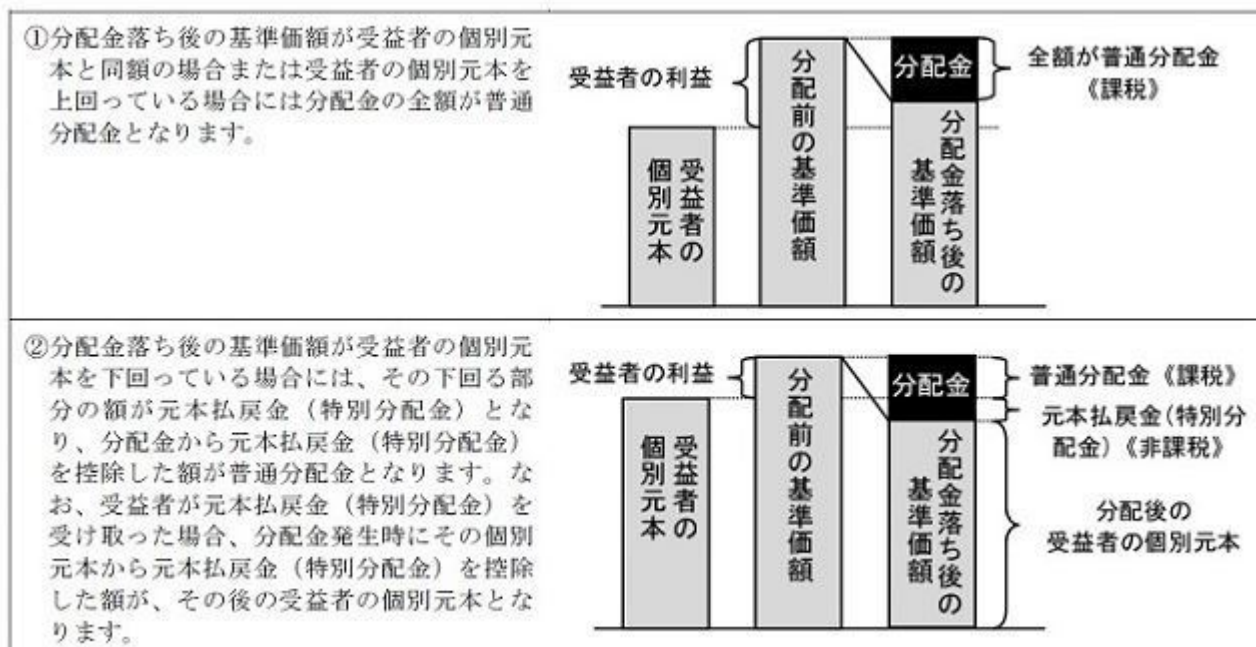 ①分配金落ち後の基準価額が受益者の個別元
本と同額の場合または受益者の個別元本を
上回っている場合には分配金の全額が普通
分配金となります。
受益者の利益
受益者の
個別元本
分配前の基準価額
分配金
分配金落ち後の
基準価額
全額が普通分配金
《課税》
②分配金落ち後の基準価額が受益者の個別元
本を下回っている場合には、その下回る部
分の額が元本払戻金（特別分配金）とな
り、分配金から元本払戻金（特別分配金）
を控除した額が普通分配金となります。な
お、受益者が元本払戻金（特別分配金）を
受け取った場合、分配金発生時にその個別
元本から元本払戻金（特別分配金）を控除
した額が、その後の受益者の個別元本とな
ります。
受益者の利益
受益者の
個別元本
分配前の基準価額
分配金
分配金落ち後の
基準価額
普通分配金《課税》
元本払戻金（特別分
配金）《非課税》
分配後の
受益者の個別元本